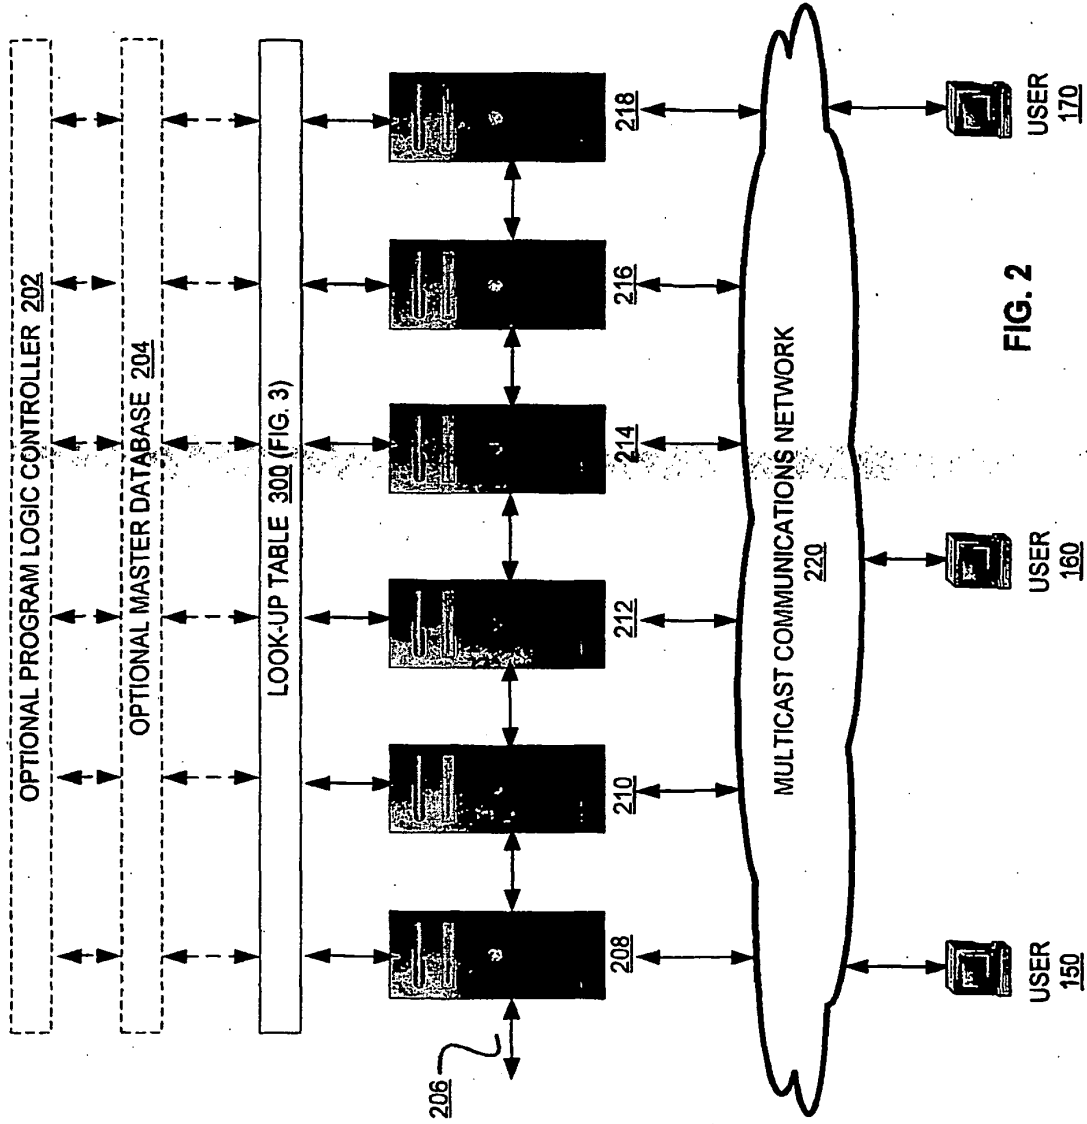 OPTIONAL PROGRAM LOGIC CONTROLLER 202
OPTIONAL MASTER DATABASE 204
LOOK-UP TABLE 300 (FIG. 3)
206
208
210
212
214
216
218
MULTICAST COMMUNICATIONS NETWORK
220
USER
150
USER
160
USER
170
FIG. 2